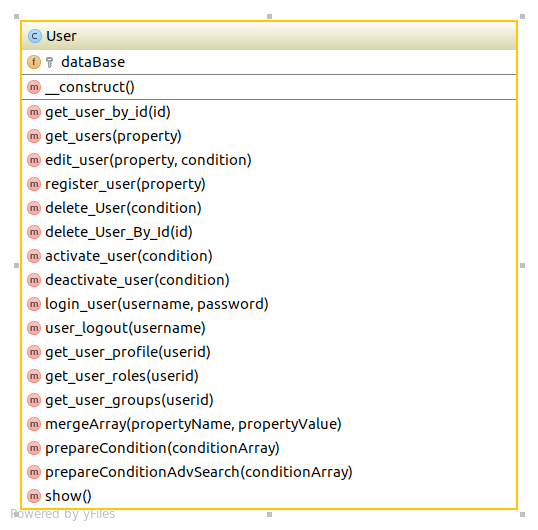 C User
f dataBase
m __construct()
m get_user_by_id(id)
m get_users(property)
m edit_user(property, condition)
m register_user(property)
m delete_User(condition)
m delete_User_By_Id(id)
m activate_user(condition)
m deactivate_user(condition)
m login_user(username, password)
m user_logout(username)
m get_user_profile(userid)
m get_user_roles(userid)
m get_user_groups(userid)
m mergeArray(propertyName, propertyValue)
m prepareCondition(conditionArray)
m prepareConditionAdvSearch(conditionArray)
m show()
Powered by yFiles